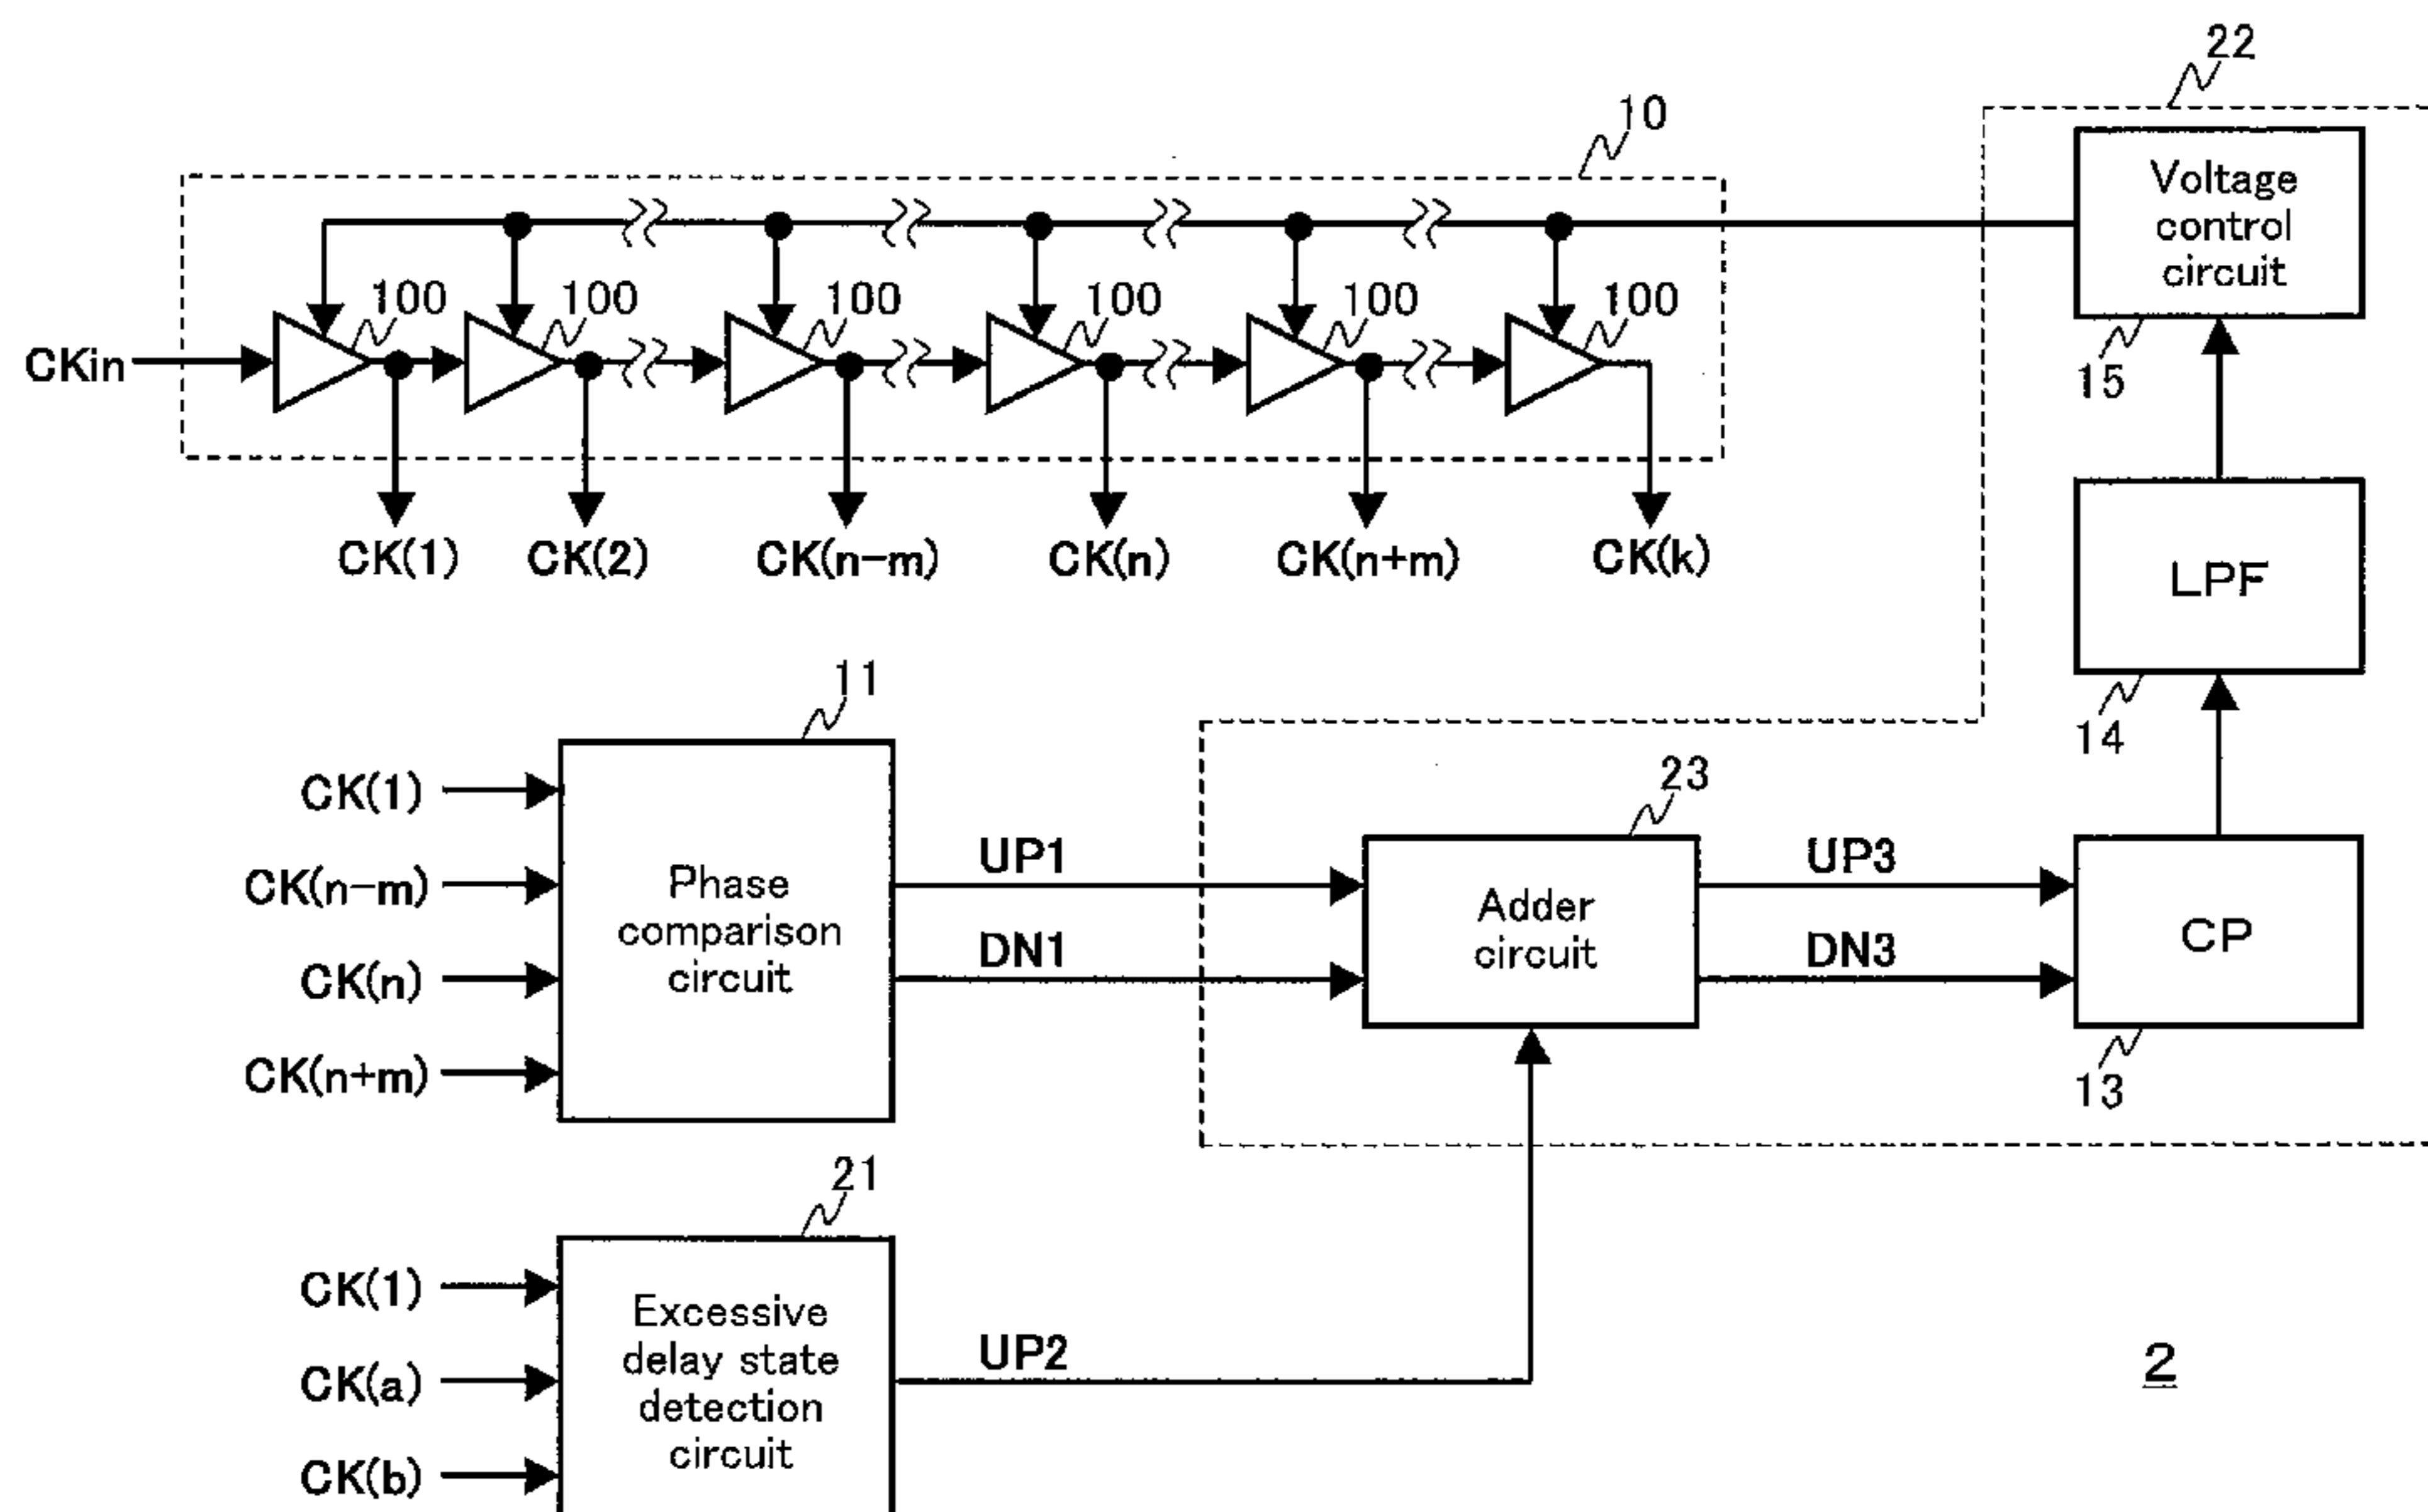 22
10
Voltage
control
circuit
100 100 100 100 100 100
CKin
15
CK(1) CK(2) CK(n-m) CK(n) CK(n+m) CK(k)
LPF
14
11
23
CK(1)
CK(n-m)
CK(n)
CK(n+m)
Phase
comparison
circuit
UP1
DN1
Adder
circuit
UP3
DN3
CP
13
21
CK(1)
CK(a)
CK(b)
Excessive
delay state
detection
circuit
UP2
2